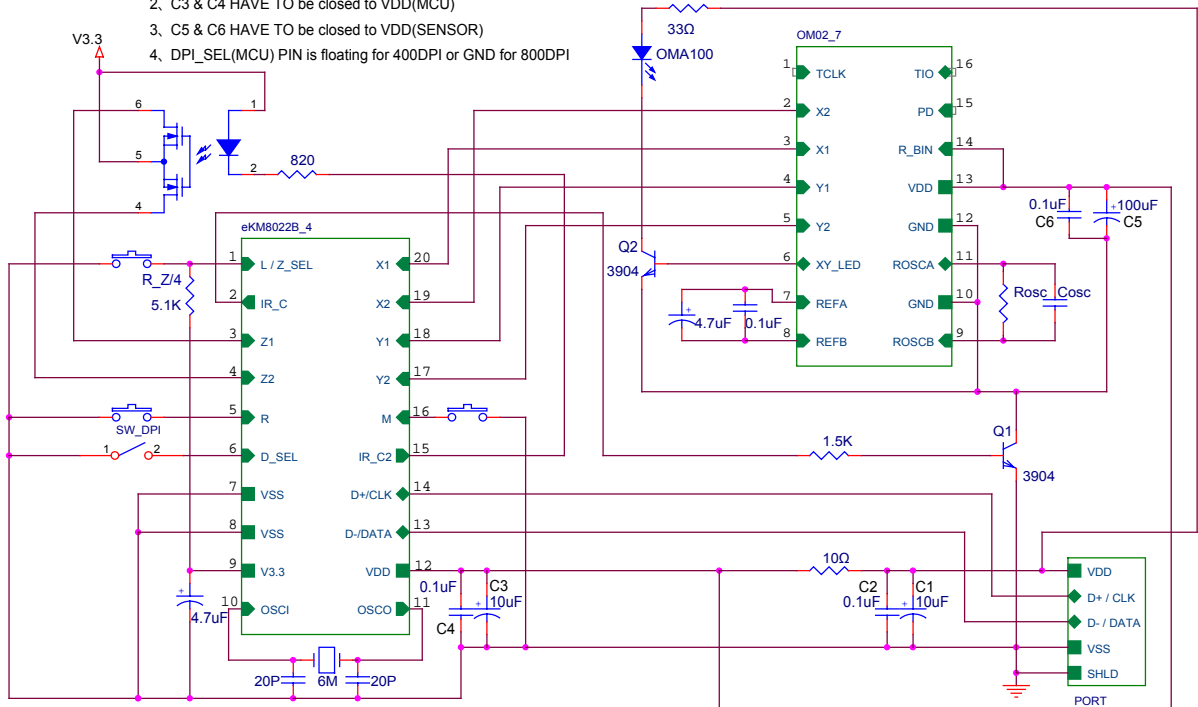 2、C3 & C4 HAVE TO be closed to VDD(MCU)
3、C5 & C6 HAVE TO be closed to VDD(SENSOR)
4、DPI_SEL(MCU) PIN is floating for 400DPI or GND for 800DPI
V3.3
6
5
4
1
2
820
33Ω
OMA100
OM02_7
1 TCLK
2 X2
3 X1
4 Y1
5 Y2
6 XY_LED
7 REFA
8 REFB
TIO 16
PD 15
R_BIN 14
VDD 13
GND 12
ROSCA 11
GND 10
ROSCB 9
0.1uF
C6
+
100uF
C5
Rosc
Cosc
Q2
3904
+
4.7uF
0.1uF
eKM8022B_4
1 L / Z_SEL
2 IR_C
3 Z1
4 Z2
5 R
6 D_SEL
7 VSS
8 VSS
9 V3.3
10 OSCI
X1 20
X2 19
Y1 18
Y2 17
M 16
IR_C2 15
D+/CLK 14
D-/DATA 13
VDD 12
OSCO 11
R_Z/4
5.1K
SW_DPI
1
2
+
4.7uF
20P
6M
20P
0.1uF
C4
C3
+
10uF
1.5K
Q1
3904
10Ω
C2
0.1uF
C1
+
10uF
VDD
D+ / CLK
D- / DATA
VSS
SHLD
PORT